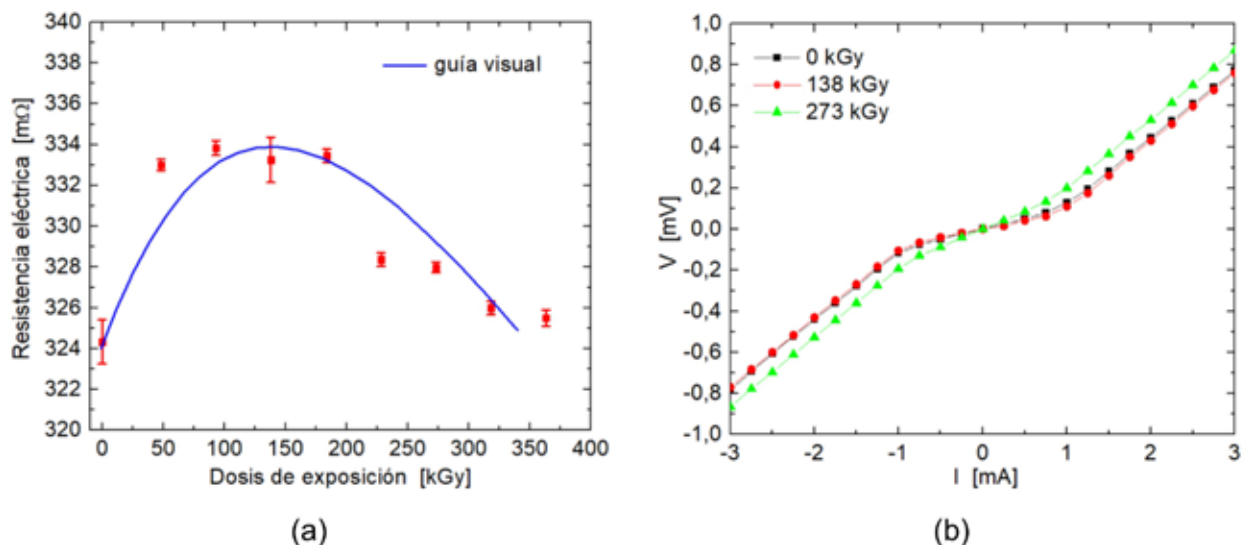 340
338
336
334
332
330
328
326
324
322
320
Resistencia eléctrica [mΩ]
guía visual
0 50 100 150 200 250 300 350 400
Dosis de exposición [kGy]
(a)
1,0
0,8
0,6
0,4
0,2
0,0
-0,2
-0,4
-0,6
-0,8
-1,0
V [mV]
0 kGy
138 kGy
273 kGy
-3 -2 -1 0 1 2 3
I [mA]
(b)